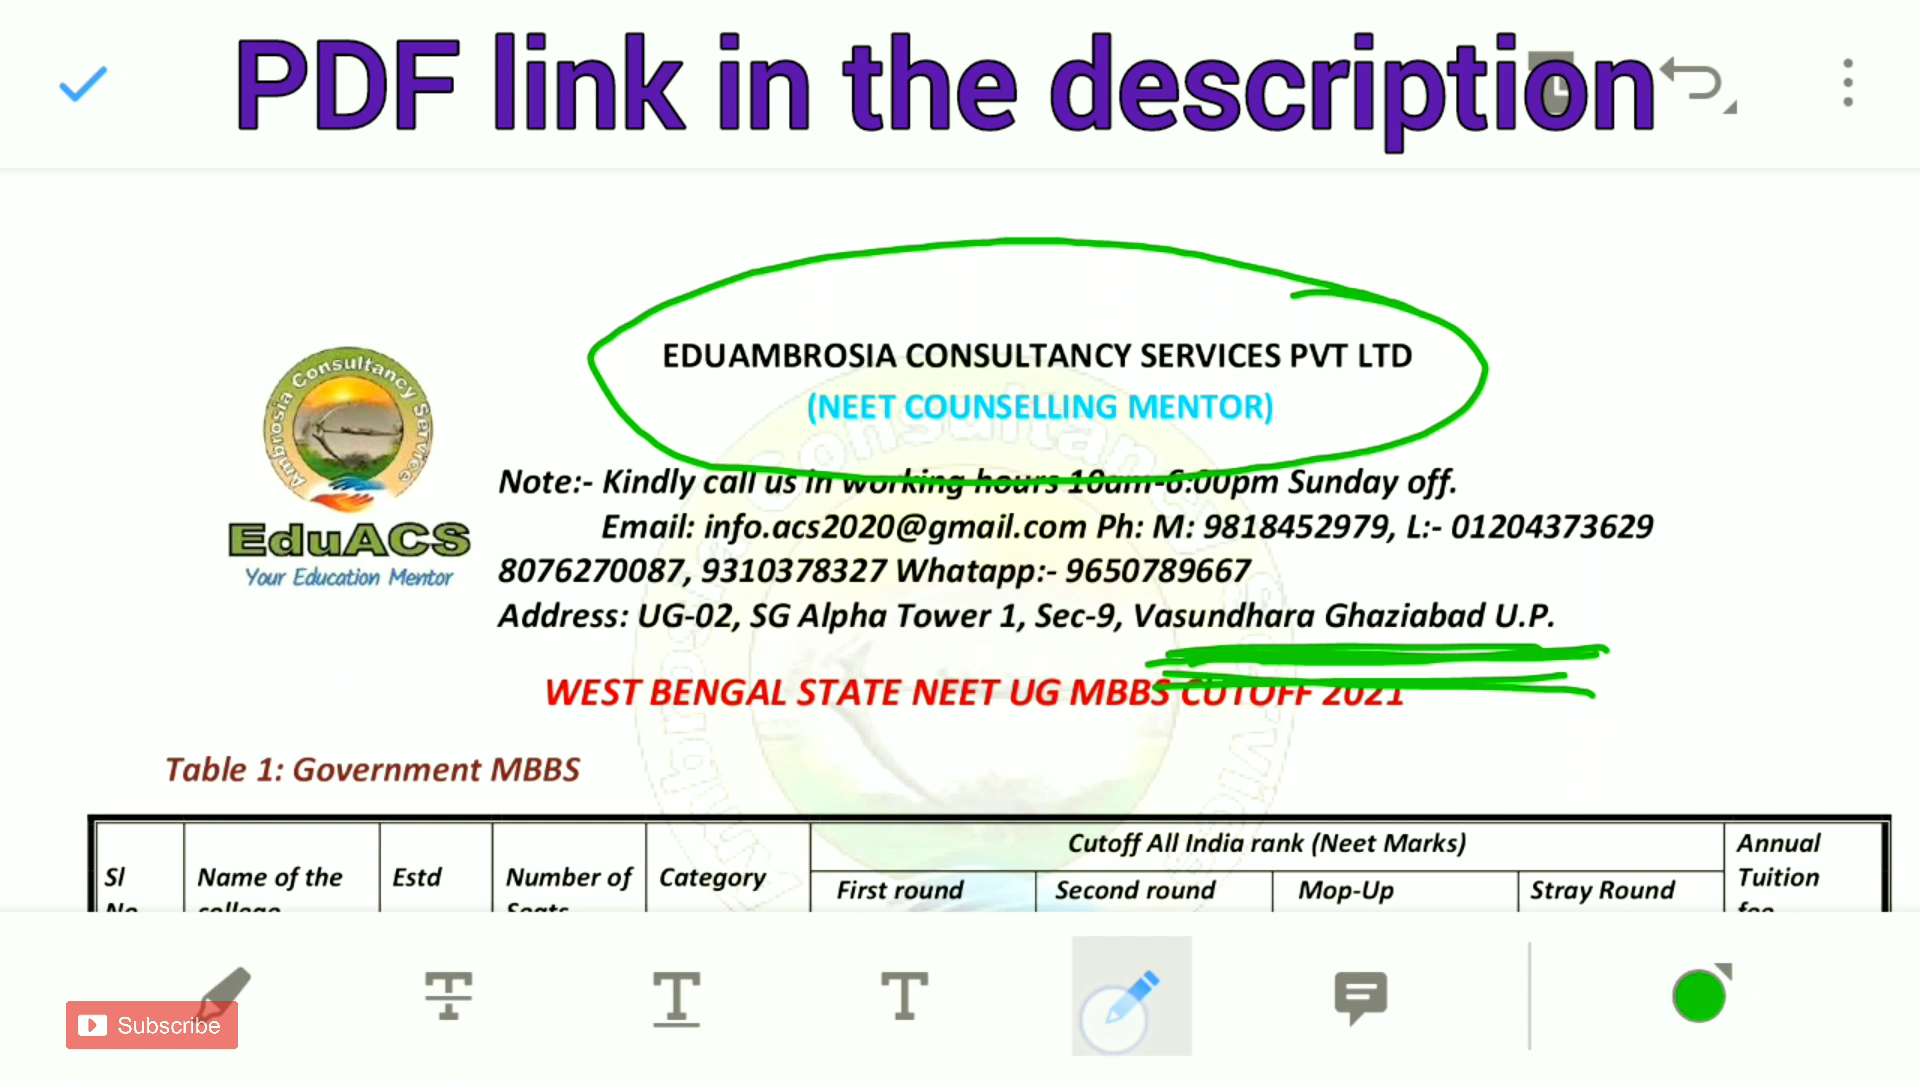 PDF link in the description
EDUAMBROSIA CONSULTANCY SERVICES PVT LTD
(NEET COUNSELLING MENTOR)
Ambrosia Consultancy Service
EduACS
Your Education Mentor
Note:- Kindly call us in working hours 10am-6:00pm Sunday off.
Email: info.acs2020@gmail.com Ph: M: 9818452979, L:- 01204373629
8076270087, 9310378327 Whatapp:- 9650789667
Address: UG-02, SG Alpha Tower 1, Sec-9, Vasundhara Ghaziabad U.P.
WEST BENGAL STATE NEET UG MBBS CUTOFF 2021
Table 1: Government MBBS
Cutoff All India rank (Neet Marks)
Sl No
Name of the college
Estd
Number of Seats
Category
First round
Second round
Mop-Up
Stray Round
Annual
Tuition
fee
Subscribe